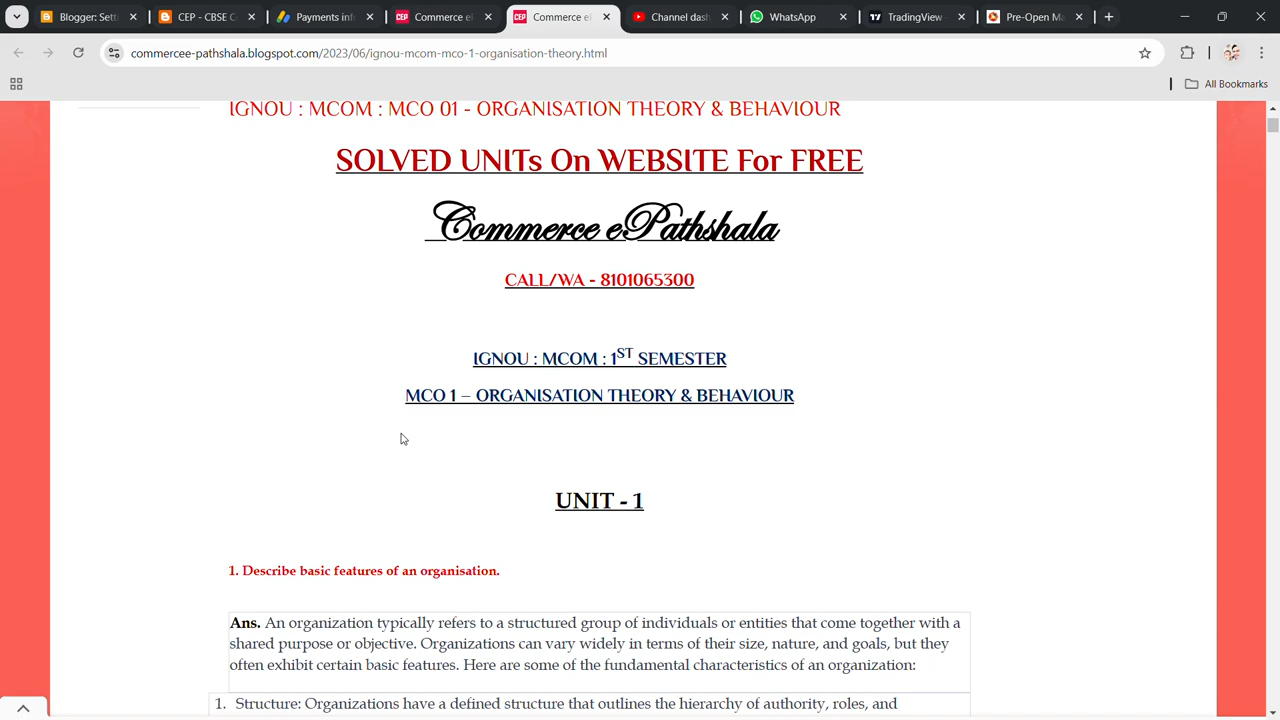 Blogger: Sett
CEP - CBSE C
Payments inf
Commerce e
Commerce eF
Channel dash
WhatsApp
TradingView
Pre-Open Ma
commercee-pathshala.blogspot.com/2023/06/ignou-mcom-mco-1-organisation-theory.html
All Bookmarks
IGNOU : MCOM : MCO 01 - ORGANISATION THEORY & BEHAVIOUR
SOLVED UNITs On WEBSITE For FREE
Commerce ePathshala
CALL/WA - 8101065300
IGNOU : MCOM : 1ST SEMESTER
MCO 1 – ORGANISATION THEORY & BEHAVIOUR
UNIT - 1
1. Describe basic features of an organisation.
Ans. An organization typically refers to a structured group of individuals or entities that come together with a
shared purpose or objective. Organizations can vary widely in terms of their size, nature, and goals, but they
often exhibit certain basic features. Here are some of the fundamental characteristics of an organization:
1. Structure: Organizations have a defined structure that outlines the hierarchy of authority, roles, and